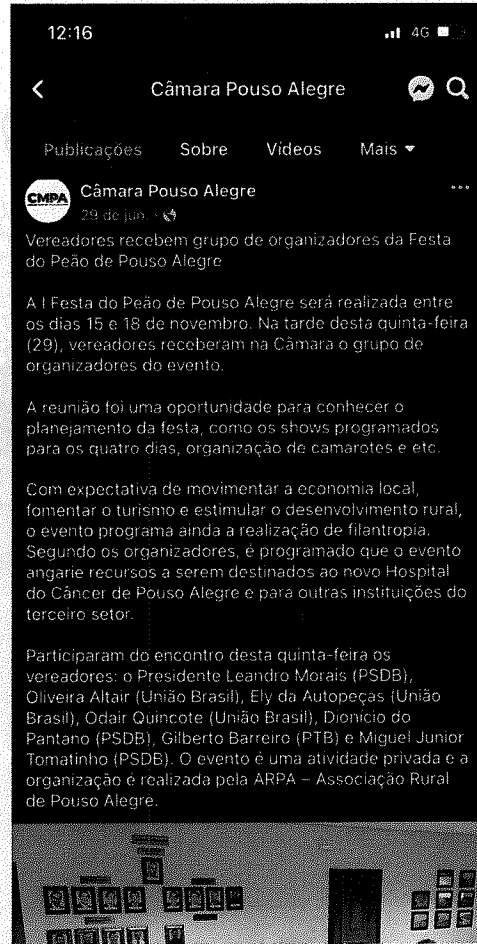 12:16
4G
Câmara Pouso Alegre
Publicações Sobre Vídeos Mais
CMPA
Câmara Pouso Alegre
29 de jun.
Vereadores recebem grupo de organizadores da Festa
do Peão de Pouso Alegre
A I Festa do Peão de Pouso Alegre será realizada entre
os dias 15 e 18 de novembro. Na tarde desta quinta-feira
(29), vereadores receberam na Câmara o grupo de
organizadores do evento.
A reunião foi uma oportunidade para conhecer o
planejamento da festa, como os shows programados
para os quatro dias, organização de camarotes e etc.
Com expectativa de movimentar a economia local,
fomentar o turismo e estimular o desenvolvimento rural,
o evento programa ainda a realização de filantropia.
Segundo os organizadores, é programado que o evento
angarie recursos a serem destinados ao novo Hospital
do Câncer de Pouso Alegre e para outras instituições do
terceiro setor.
Participaram do encontro desta quinta-feira os
vereadores: o Presidente Leandro Morais (PSDB),
Oliveira Altair (União Brasil), Ely da Autopeças (União
Brasil), Odair Quincote (União Brasil), Dionício do
Pantano (PSDB), Gilberto Barreiro (PTB) e Miguel Junior
Tomatinho (PSDB). O evento é uma atividade privada e a
organização é realizada pela ARPA – Associação Rural
de Pouso Alegre.